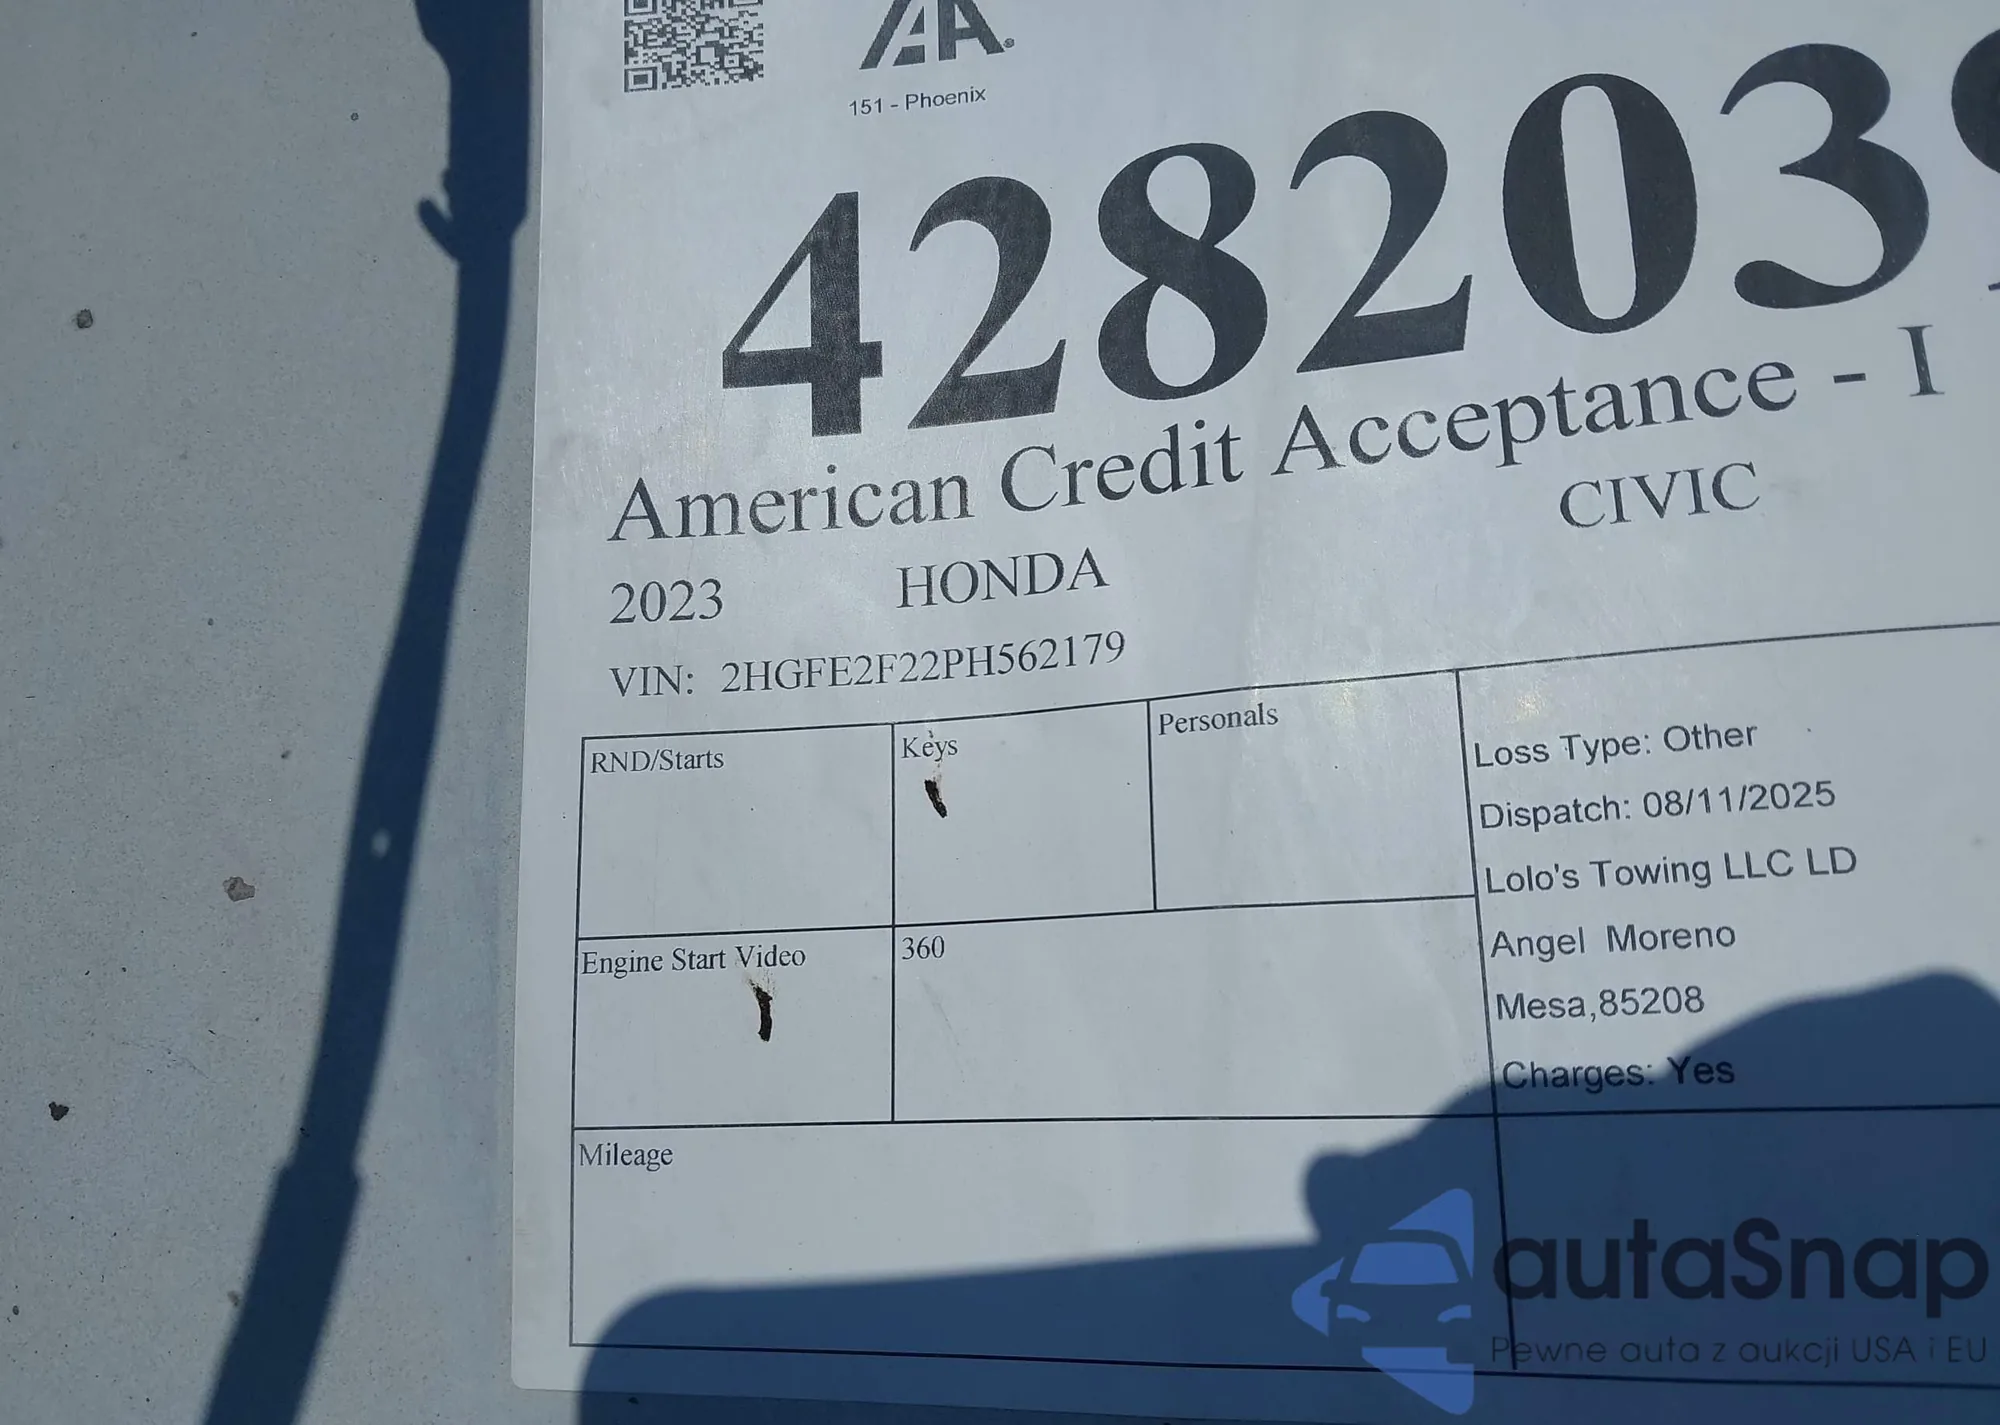 IAA
151 - Phoenix
4282039
American Credit Acceptance - I
2023 HONDA CIVIC
VIN: 2HGFE2F22PH562179
RND/Starts
Keys
Personals
Loss Type: Other
Dispatch: 08/11/2025
Lolo's Towing LLC LD
Angel Moreno
Mesa,85208
Charges: Yes
Engine Start Video
360
Mileage
autaSnap
Pewne auta z aukcji USA i EU